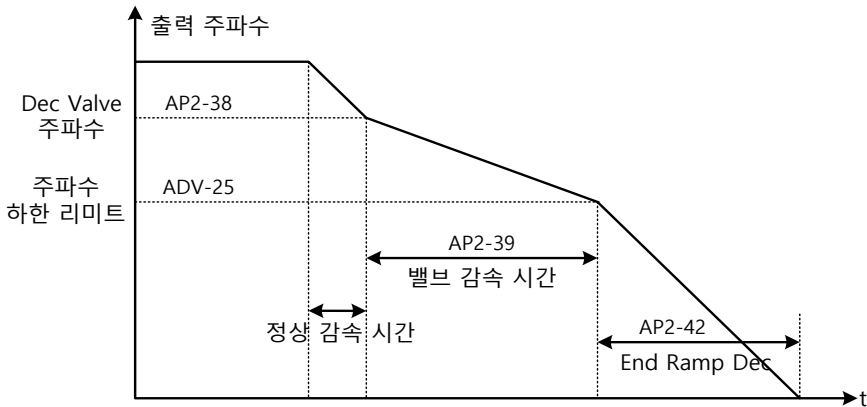 출력 주파수
Dec Valve
주파수
AP2-38
주파수
하한 리미트
ADV-25
AP2-39
밸브 감속 시간
정상 감속 시간
AP2-42
End Ramp Dec
t